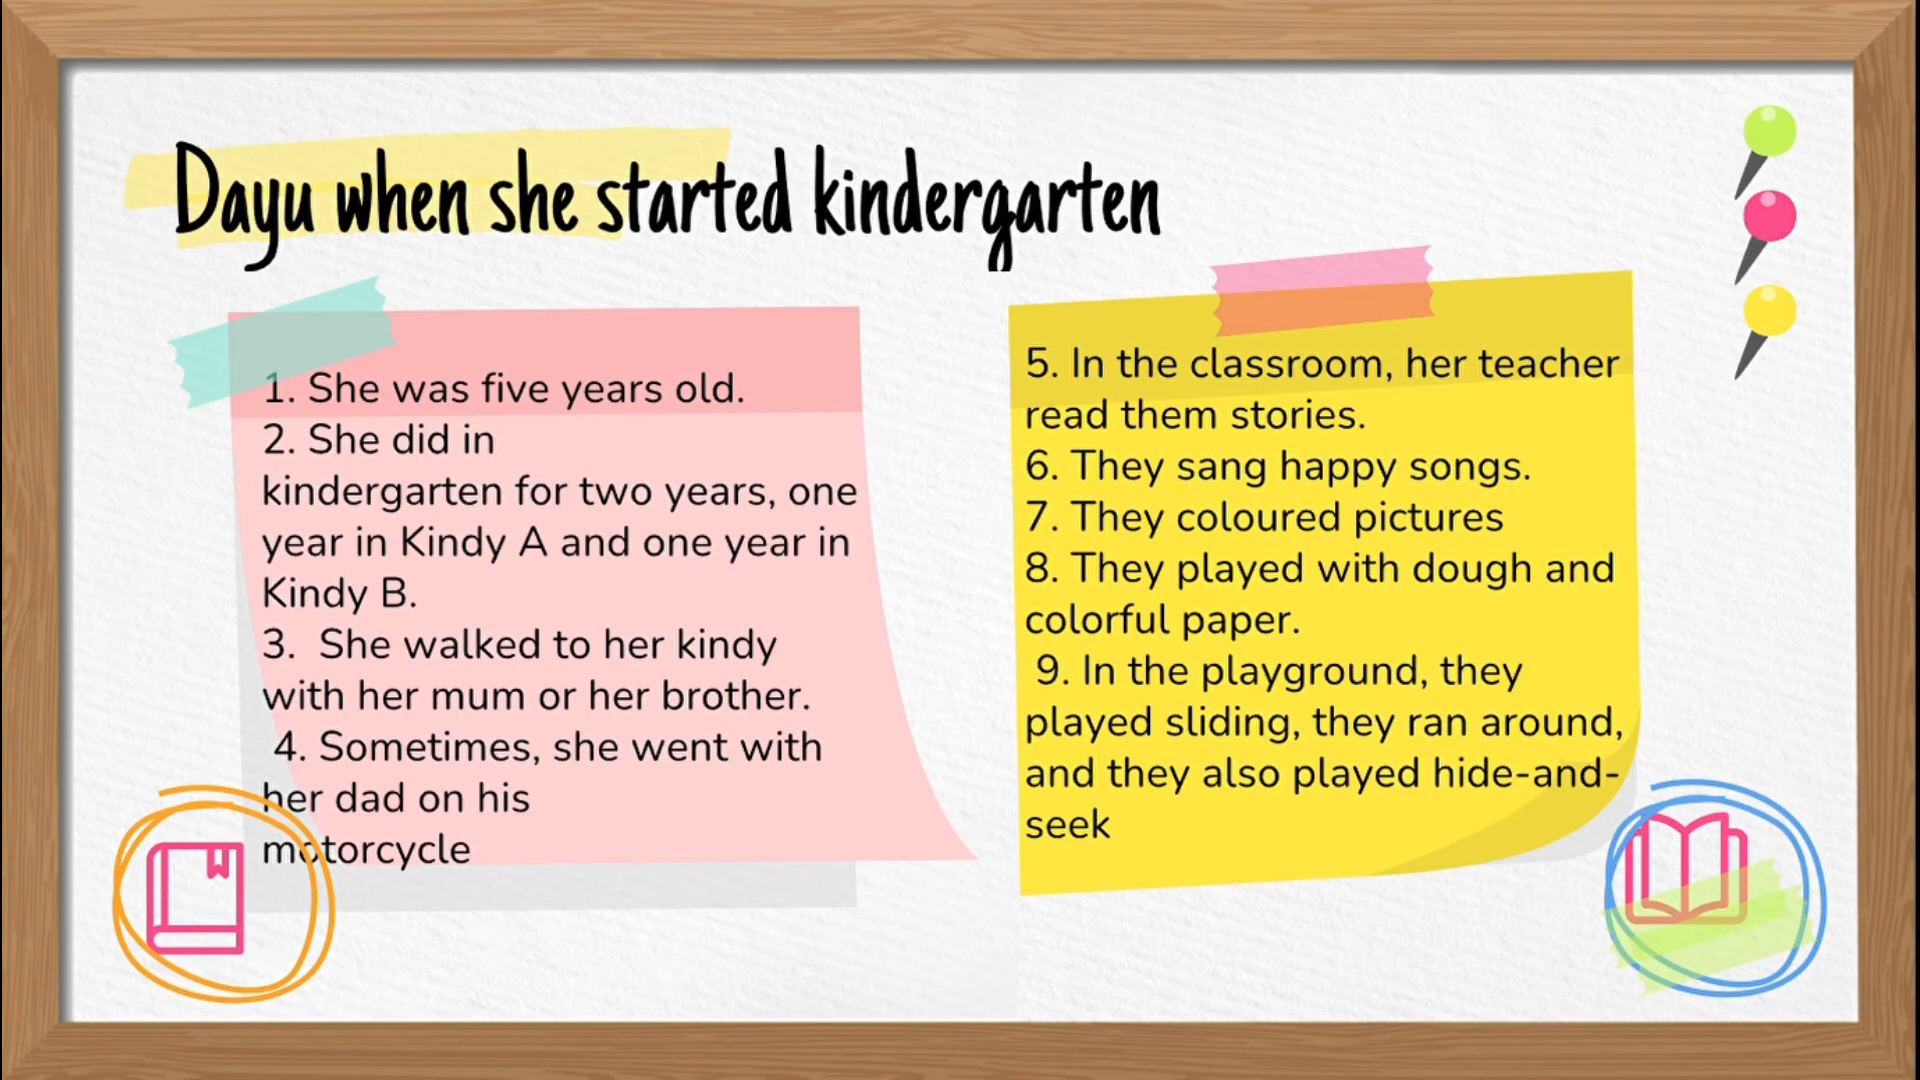 Dayu when she started kindergarten
1. She was five years old.
2. She did in
kindergarten for two years, one
year in Kindy A and one year in
Kindy B.
3.  She walked to her kindy
with her mum or her brother.
4. Sometimes, she went with
her dad on his
motorcycle
5. In the classroom, her teacher
read them stories.
6. They sang happy songs.
7. They coloured pictures
8. They played with dough and
colorful paper.
9. In the playground, they
played sliding, they ran around,
and they also played hide-and-
seek